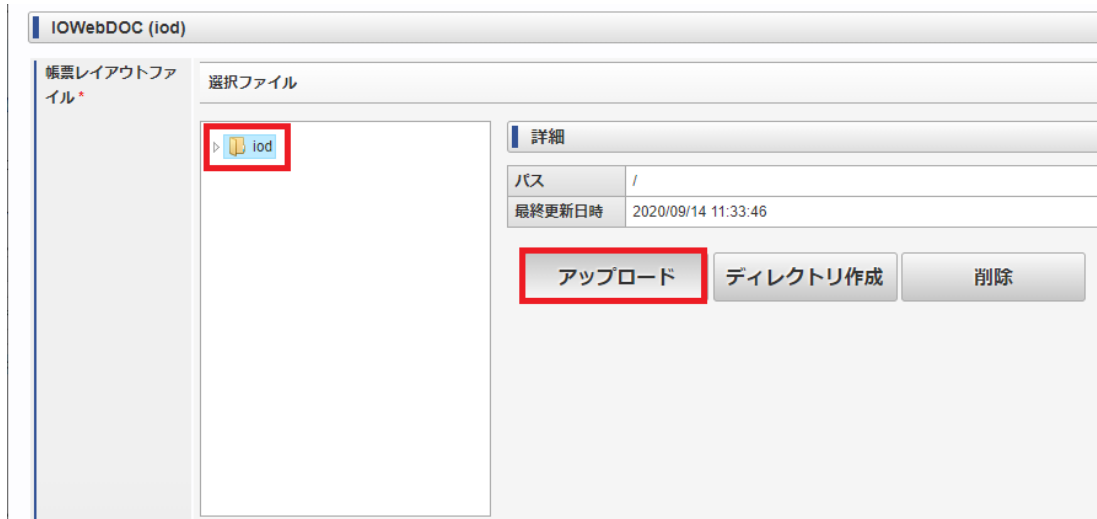 IOWebDOC (iod)
帳票レイアウトファ
イル*
選択ファイル
iod
詳細
パス /
最終更新日時 2020/09/14 11:33:46
アップロード ディレクトリ作成 削除